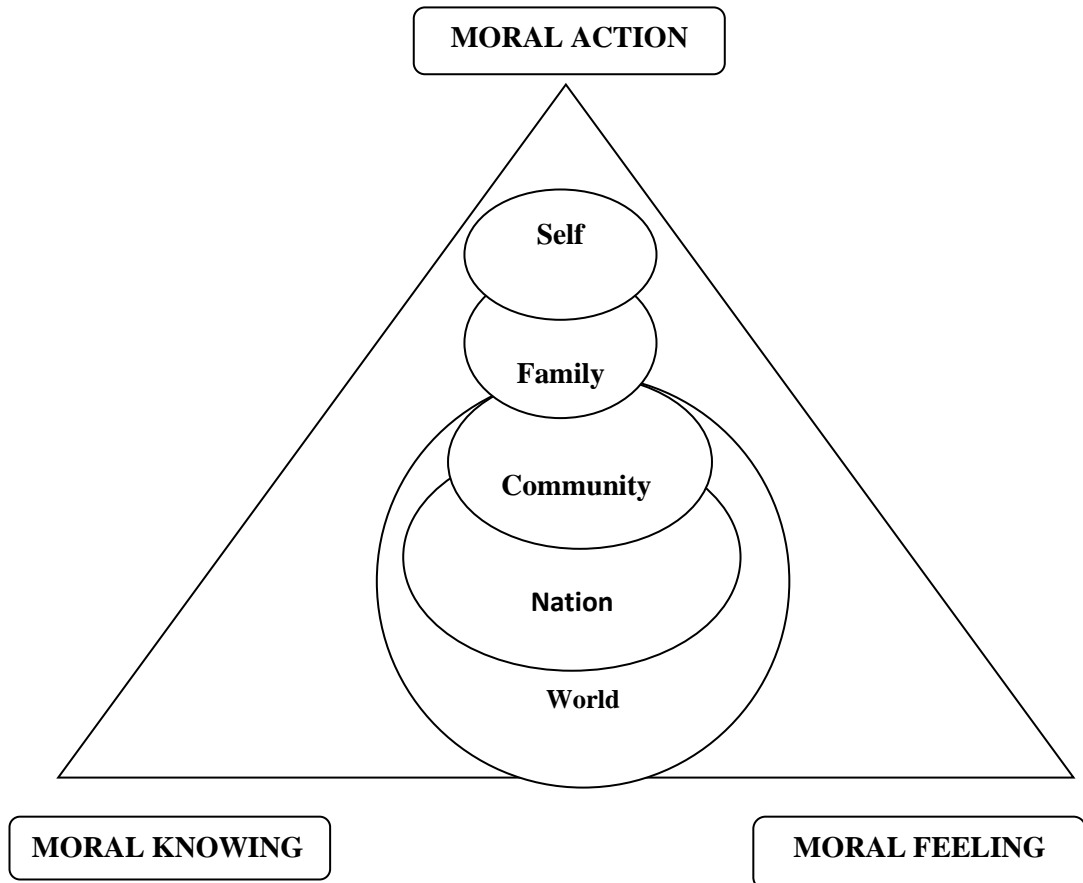 MORAL ACTION
Self
Family
Community
Nation
World
MORAL KNOWING
MORAL FEELING